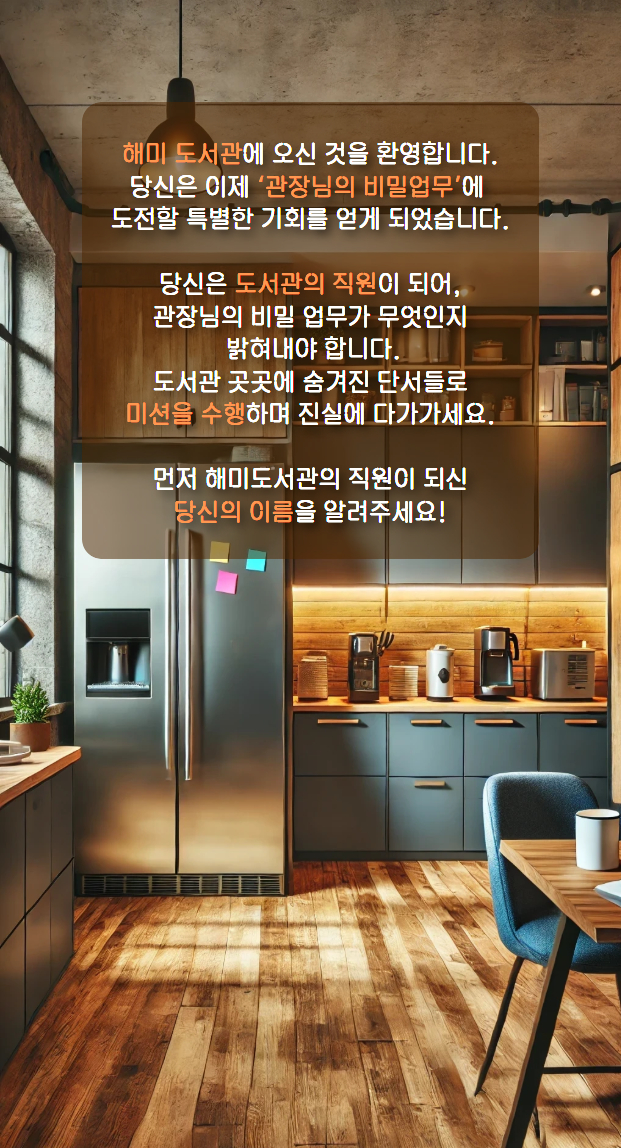 해미 도서관에 오신 것을 환영합니다.
당신은 이제 ‘관장님의 비밀업무’에
도전할 특별한 기회를 얻게 되었습니다.
당신은 도서관의 직원이 되어,
관장님의 비밀 업무가 무엇인지
밝혀내야 합니다.
도서관 곳곳에 숨겨진 단서들로
미션을 수행하며 진실에 다가가세요.
먼저 해미도서관의 직원이 되신
당신의 이름을 알려주세요!